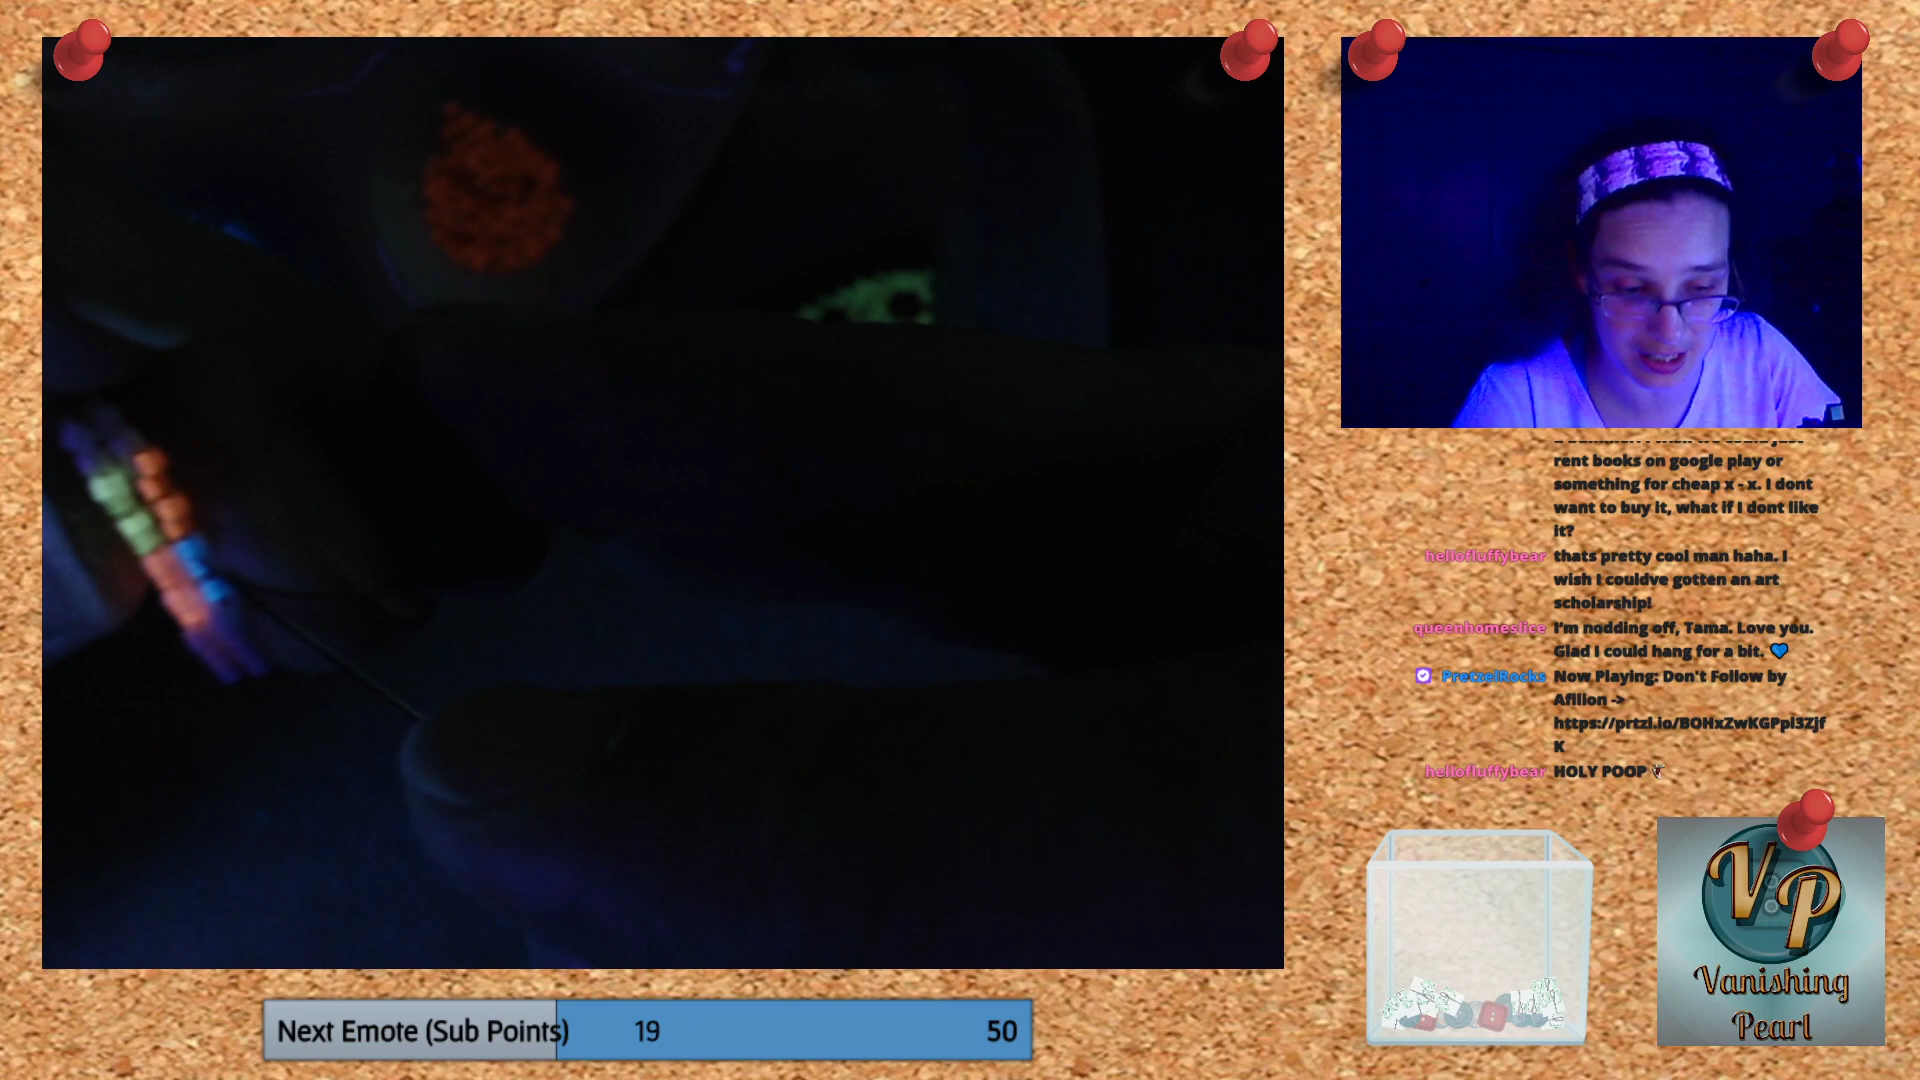 rent books on google play or
something for cheap x - x. I dont
want to buy it, what if I dont like
it?
hellofluffybear thats pretty cool man haha. I
wish I couldve gotten an art
scholarship!
queenhomeslice I'm nodding off, Tama. Love you.
Glad I could hang for a bit. 💙
PretzelRocks Now Playing: Don't Follow by
Afilion ->
https://prtzl.io/BOHxZwKGPpl3Zjf
K
hellofluffybear HOLY POOP
VP
Vanishing
Pearl
Next Emote (Sub Points) 19 50